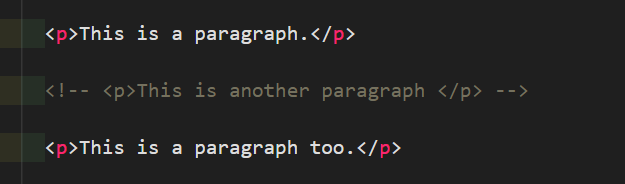 <p>This is a paragraph.</p>
<!-- <p>This is another paragraph </p> -->
<p>This is a paragraph too.</p>